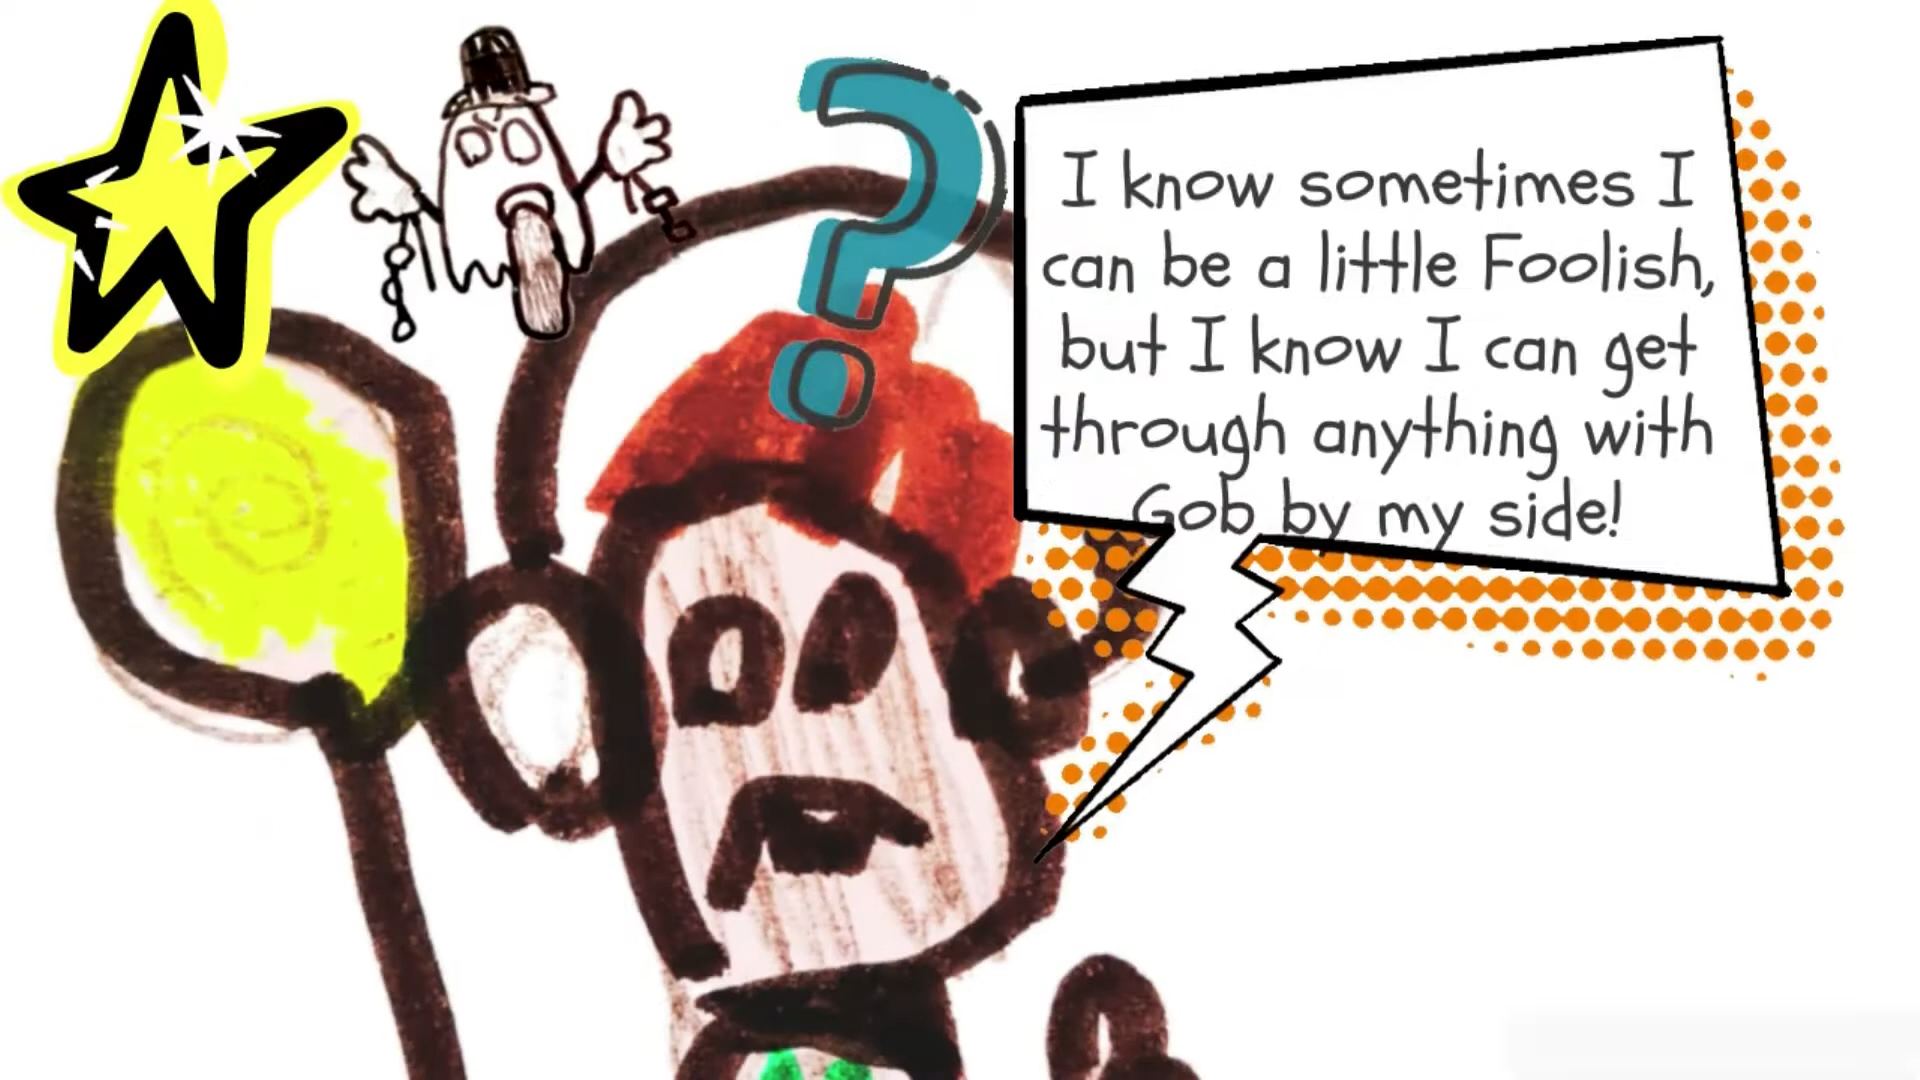 I know sometimes I
can be a little Foolish,
but I know I can get
through anything with
Gob by my side!